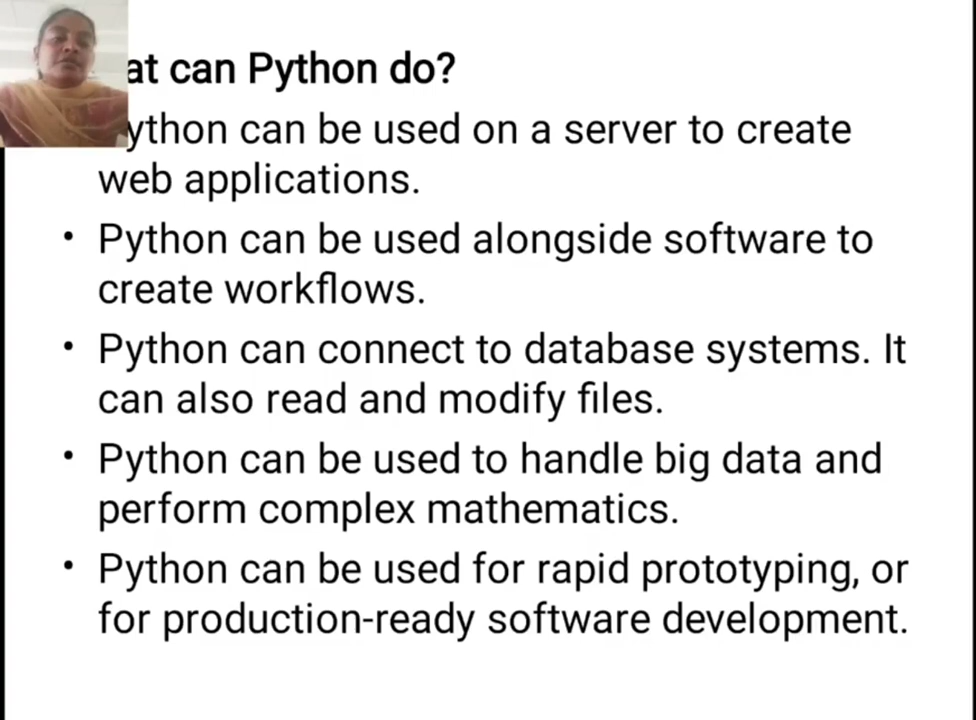 at can Python do?
ython can be used on a server to create
web applications.
• Python can be used alongside software to
create workflows.
• Python can connect to database systems. It
can also read and modify files.
• Python can be used to handle big data and
perform complex mathematics.
• Python can be used for rapid prototyping, or
for production-ready software development.